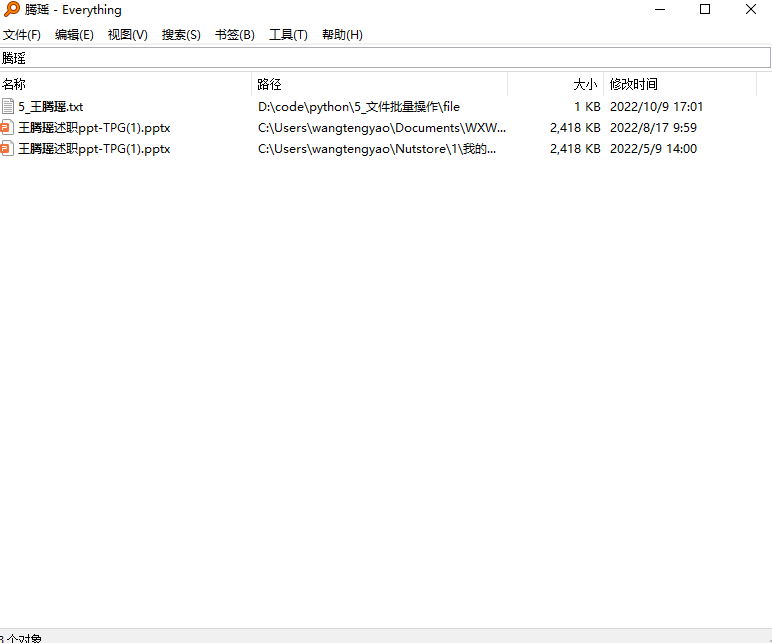 腾瑶 - Everything
文件(F) 编辑(E) 视图(V) 搜索(S) 书签(B) 工具(T) 帮助(H)
腾瑶
名称 路径 大小 修改时间
5_王腾瑶.txt D:\code\python\5_文件批量操作\file 1 KB 2022/10/9 17:01
王腾瑶述职ppt-TPG(1).pptx C:\Users\wangtengyao\Documents\WXW... 2,418 KB 2022/8/17 9:59
王腾瑶述职ppt-TPG(1).pptx C:\Users\wangtengyao\Nutstore\1\我的... 2,418 KB 2022/5/9 14:00
3 个对象